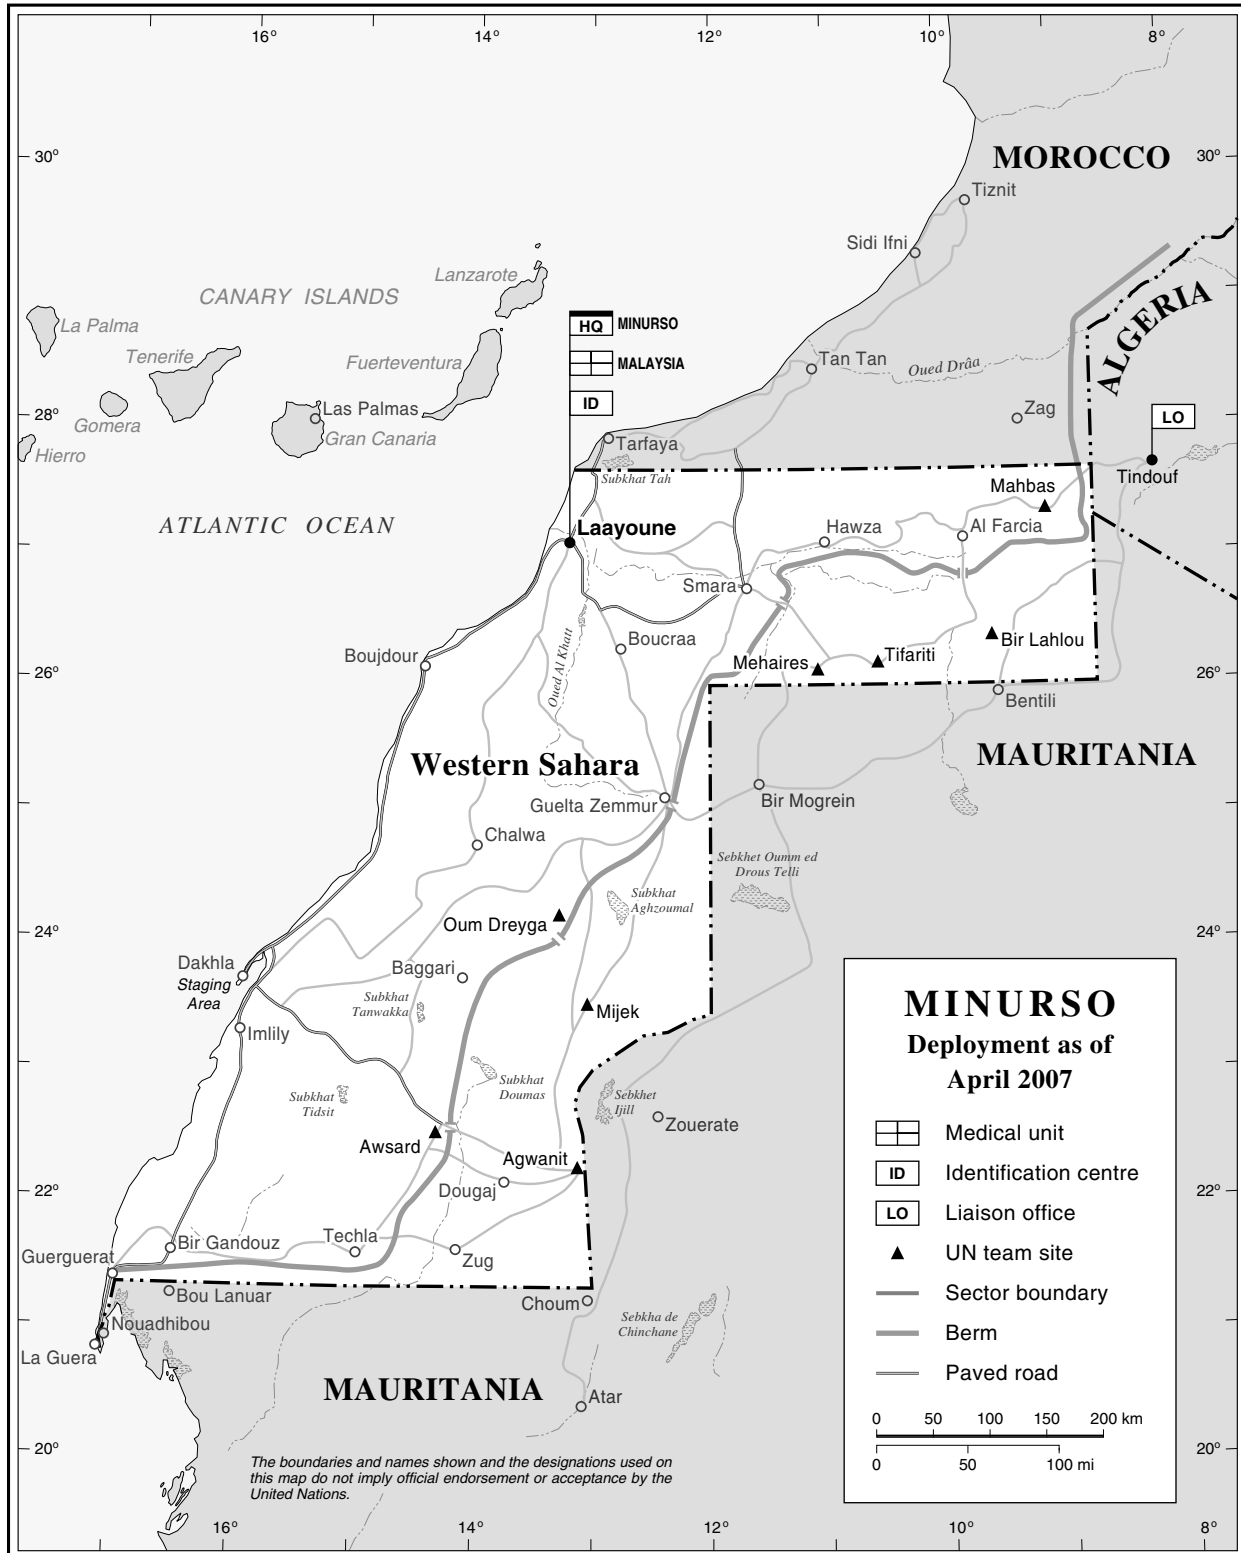 16°
14°
12°
10°
8°
30°
MOROCCO
30°
Tiznit
Sidi Ifni
Lanzarote
CANARY ISLANDS
ALGERIA
La Palma
HQ
MINURSO
Tenerife
Fuerteventura
MALAYSIA
Tan Tan
Oued Drâa
ID
28°
Gomera
Las Palmas
Gran Canaria
Zag
LO
28°
Hierro
Tarfaya
Subkhat Tah
Tindouf
Mahbas
ATLANTIC OCEAN
Laayoune
Hawza
Al Farcia
Smara
Boucraa
Oued Al Khatt
Boujdour
Mehaires
Tifariti
Bir Lahlou
26°
26°
Bentili
Western Sahara
MAURITANIA
Guelta Zemmur
Bir Mogrein
Chalwa
Sebkhet Oumm ed
Drous Telli
Subkhat
Aghzoumal
Oum Dreyga
24°
24°
Dakhla
Staging
Area
Baggari
Subkhat
Tanwakka
Mijek
Imlily
Subkhat
Doumas
Subkhat
Tidsit
Sebkhet
Ijill
Zouerate
Awsard
Agwanit
22°
Dougaj
22°
Techla
Bir Gandouz
Zug
Guerguerat
Bou Lanuar
Choum
Nouadhibou
Sebkha de
Chinchane
La Guera
MAURITANIA
Atar
20°
20°
The boundaries and names shown and the designations used on
this map do not imply official endorsement or acceptance by the
United Nations.
MINURSO
Deployment as of
April 2007
Medical unit
ID Identification centre
LO Liaison office
UN team site
Sector boundary
Berm
Paved road
0 50 100 150 200 km
0 50 100 mi
16°
14°
12°
10°
8°